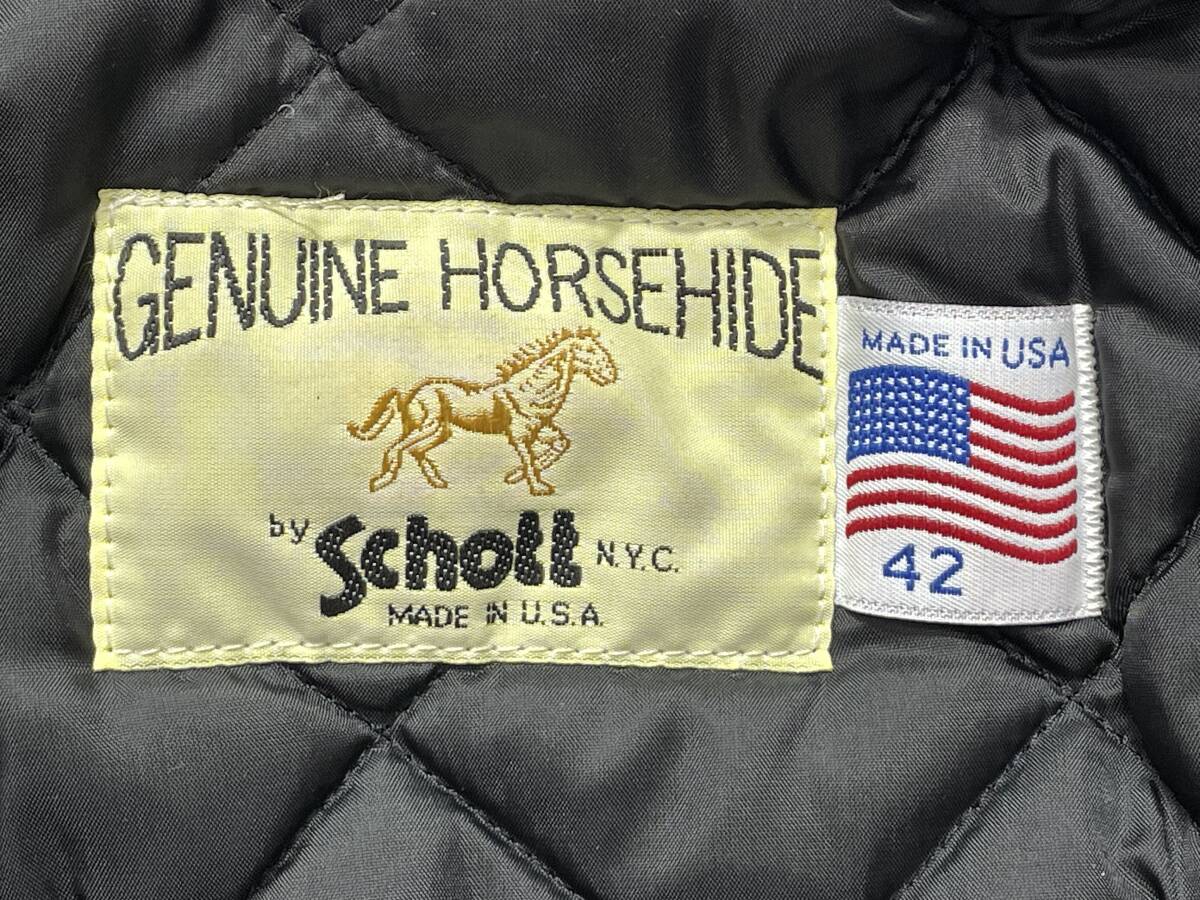 GENUINE HORSEHIDE
by Schott N.Y.C.
MADE IN U.S.A.
MADE IN USA
42